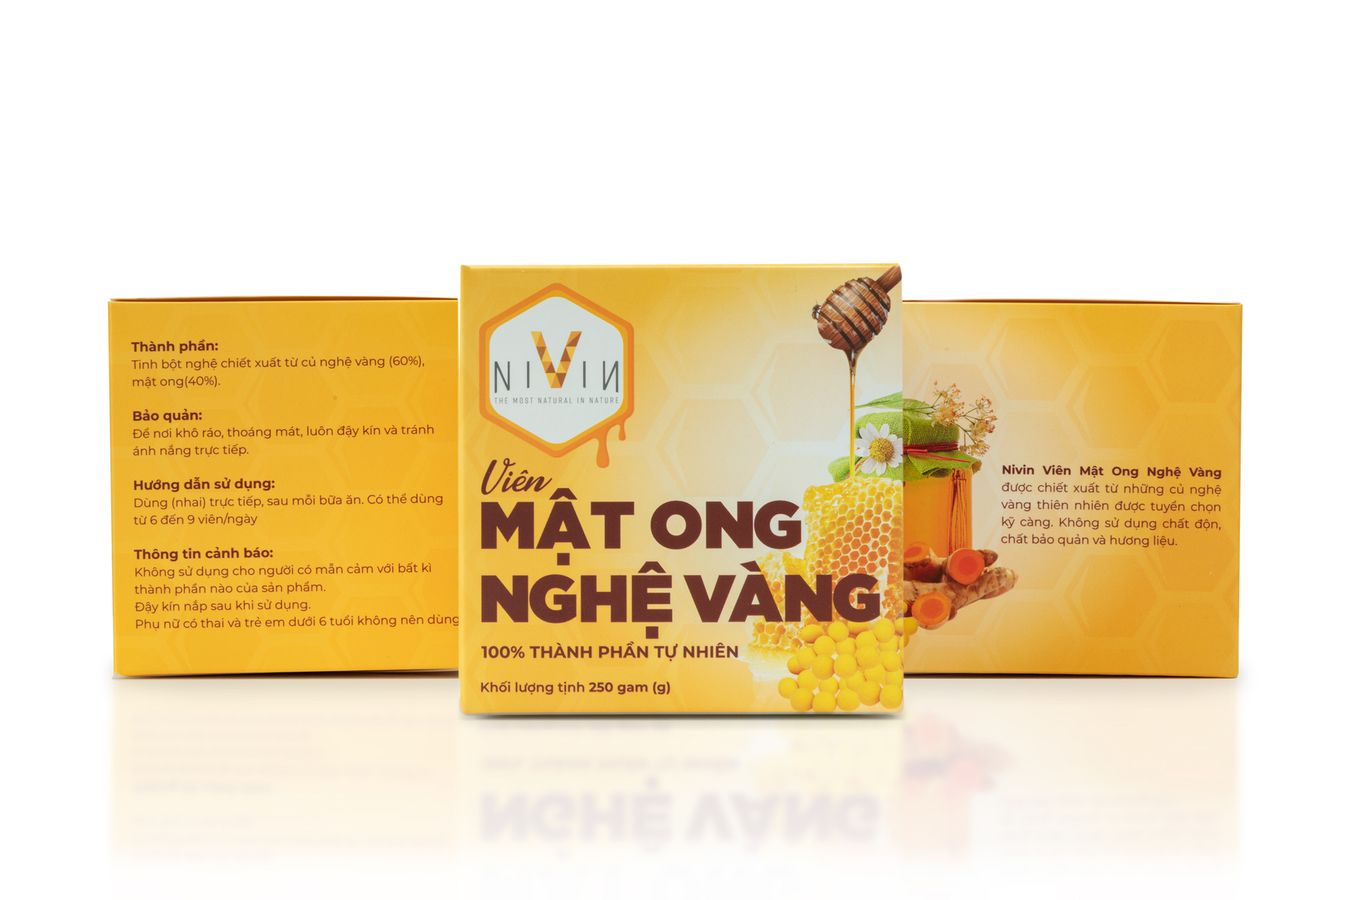 Thành phần:
Tinh bột nghệ chiết xuất từ củ nghệ vàng (60%),
mật ong(40%).
Bảo quản:
Để nơi khô ráo, thoáng mát, luôn đậy kín và tránh
ánh nắng trực tiếp.
Hướng dẫn sử dụng:
Dùng (nhai) trực tiếp, sau mỗi bữa ăn. Có thể dùng
từ 6 đến 9 viên/ngày
Thông tin cảnh báo:
Không sử dụng cho người có mẫn cảm với bất kì
thành phần nào của sản phẩm.
Đậy kín nắp sau khi sử dụng.
Phụ nữ có thai và trẻ em dưới 6 tuổi không nên dùng
NIVIN
THE MOST NATURAL IN NATURE
Viên
MẬT ONG
NGHỆ VÀNG
100% THÀNH PHẦN TỰ NHIÊN
Khối lượng tịnh 250 gam (g)
Nivin Viên Mật Ong Nghệ Vàng
được chiết xuất từ những củ nghệ
vàng thiên nhiên được tuyển chọn
kỹ càng. Không sử dụng chất độn,
chất bảo quản và hương liệu.